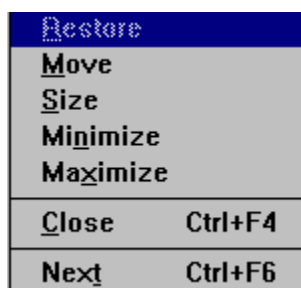 Restore
Move
Size
Minimize
Maximize
Close Ctrl+F4
Next Ctrl+F6